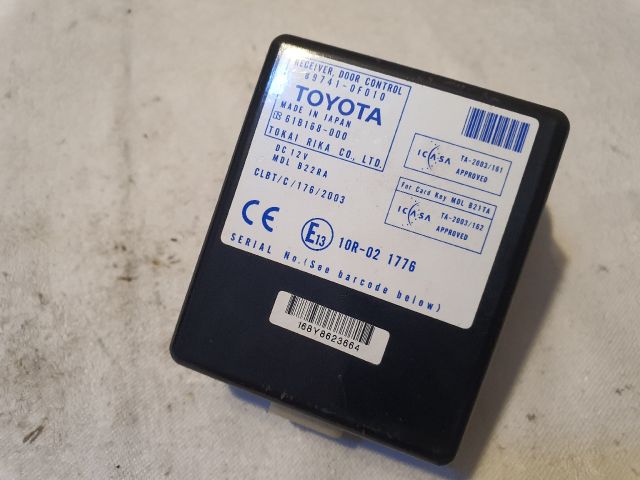 RECEIVER, DOOR CONTROL
89741-0F010
TOYOTA
MADE IN JAPAN
61B168-000
TOKAI RIKA CO., LTD.
DC 12V
MDL B22RA
CLBT/C/176/2003
ICASA TA-2003/161
APPROVED
For Card Key MDL B21TA
ICASA TA-2003/162
APPROVED
CE E13 10R-02 1776
SERIAL No.(See barcode below)
168Y8623664